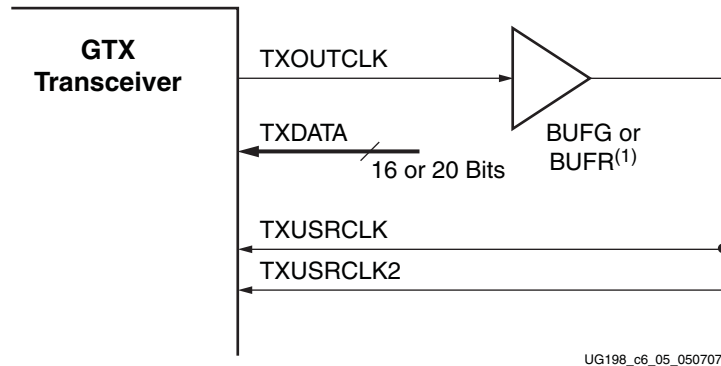 GTX
Transceiver
TXOUTCLK
BUFG or
BUFR(1)
TXDATA
16 or 20 Bits
TXUSRCLK
TXUSRCLK2
UG198_c6_05_050707